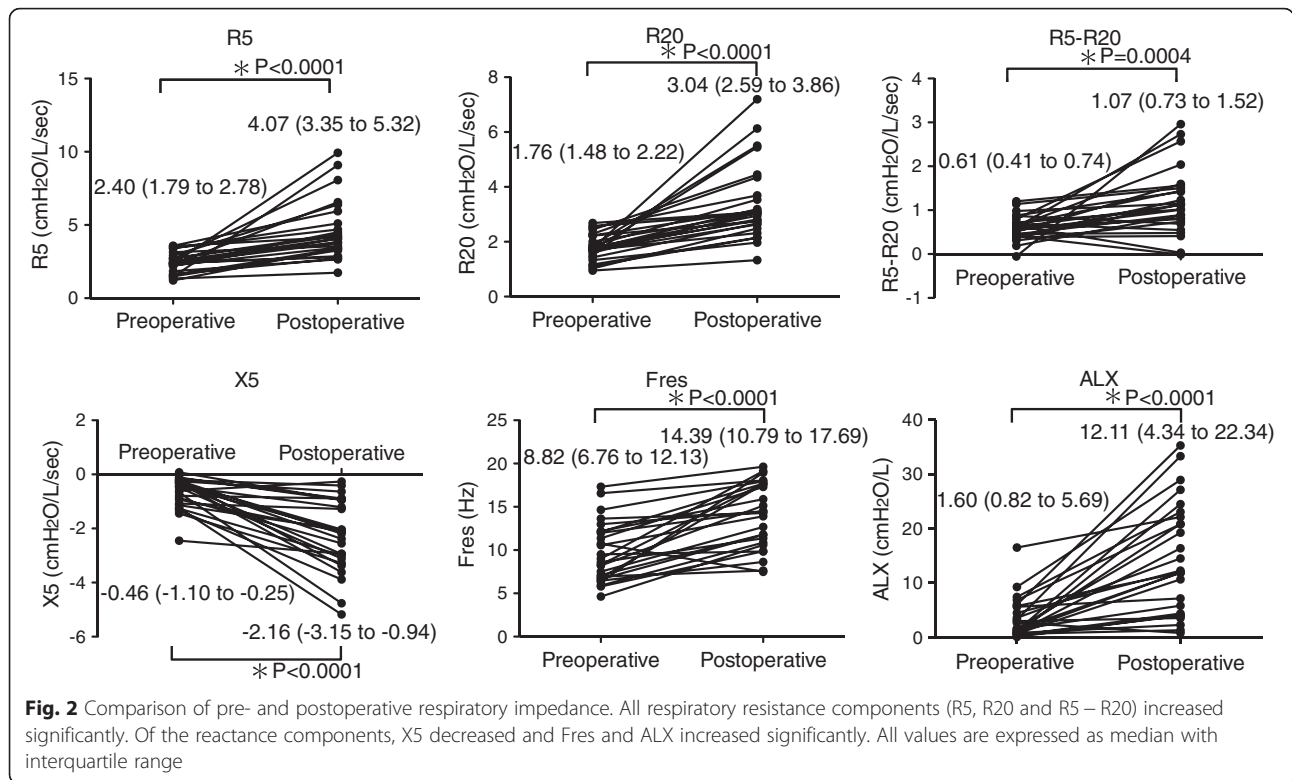 R5
＊P<0.0001
15
10
5
0
R5 (cmH2O/L/sec)
4.07 (3.35 to 5.32)
2.40 (1.79 to 2.78)
Preoperative
Postoperative
R20
＊P<0.0001
8
6
4
2
0
R20 (cmH2O/L/sec)
3.04 (2.59 to 3.86)
1.76 (1.48 to 2.22)
Preoperative
Postoperative
R5-R20
＊P=0.0004
4
3
2
1
0
-1
R5-R20 (cmH2O/L/sec)
1.07 (0.73 to 1.52)
0.61 (0.41 to 0.74)
Preoperative
Postoperative
X5
2
0
-2
-4
-6
X5 (cmH2O/L/sec)
Preoperative
Postoperative
-0.46 (-1.10 to -0.25)
-2.16 (-3.15 to -0.94)
＊P<0.0001
Fres
＊P<0.0001
25
20
15
10
5
0
Fres (Hz)
14.39 (10.79 to 17.69)
8.82 (6.76 to 12.13)
Preoperative
Postoperative
ALX
＊P<0.0001
40
30
20
10
0
ALX (cmH2O/L)
12.11 (4.34 to 22.34)
1.60 (0.82 to 5.69)
Preoperative
Postoperative
Fig. 2 Comparison of pre- and postoperative respiratory impedance. All respiratory resistance components (R5, R20 and R5 – R20) increased
significantly. Of the reactance components, X5 decreased and Fres and ALX increased significantly. All values are expressed as median with
interquartile range